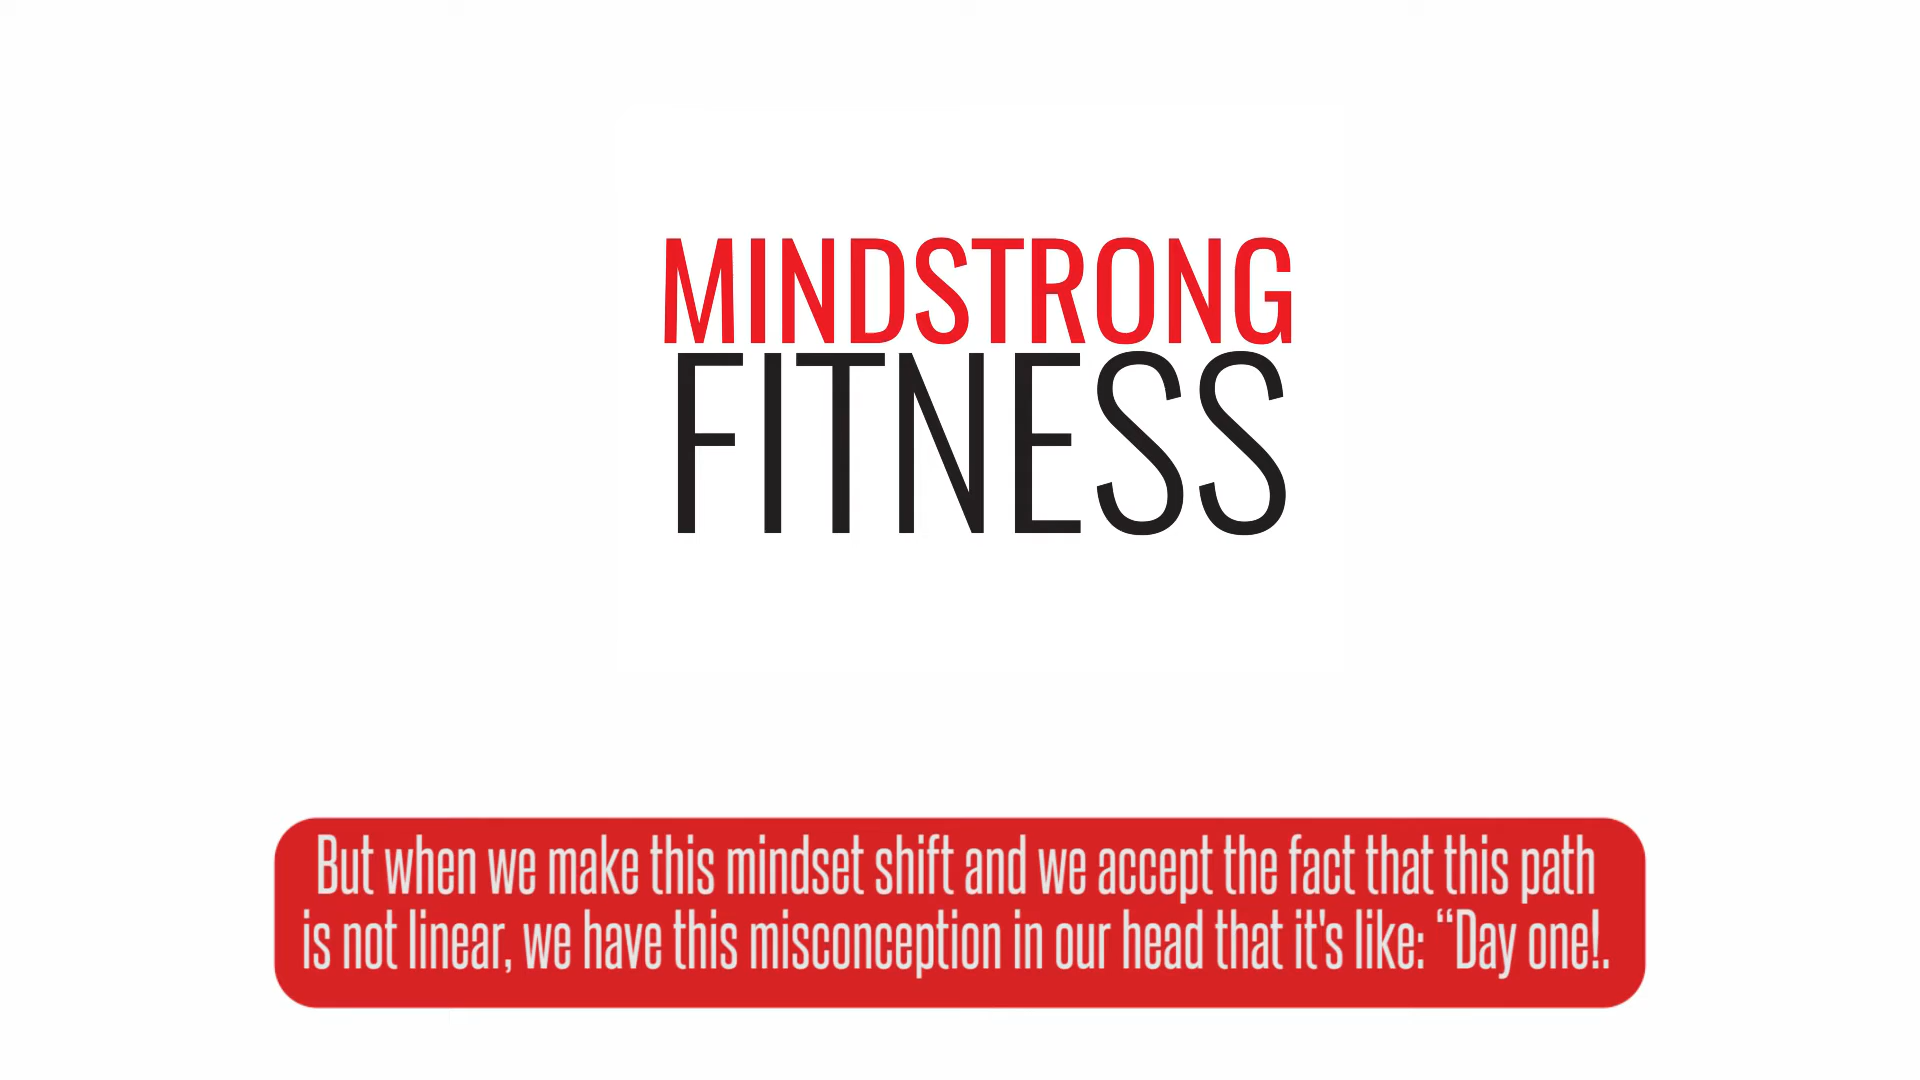 MINDSTRONG
FITNESS
But when we make this mindset shift and we accept the fact that this path
is not linear, we have this misconception in our head that it's like: “Day one!.